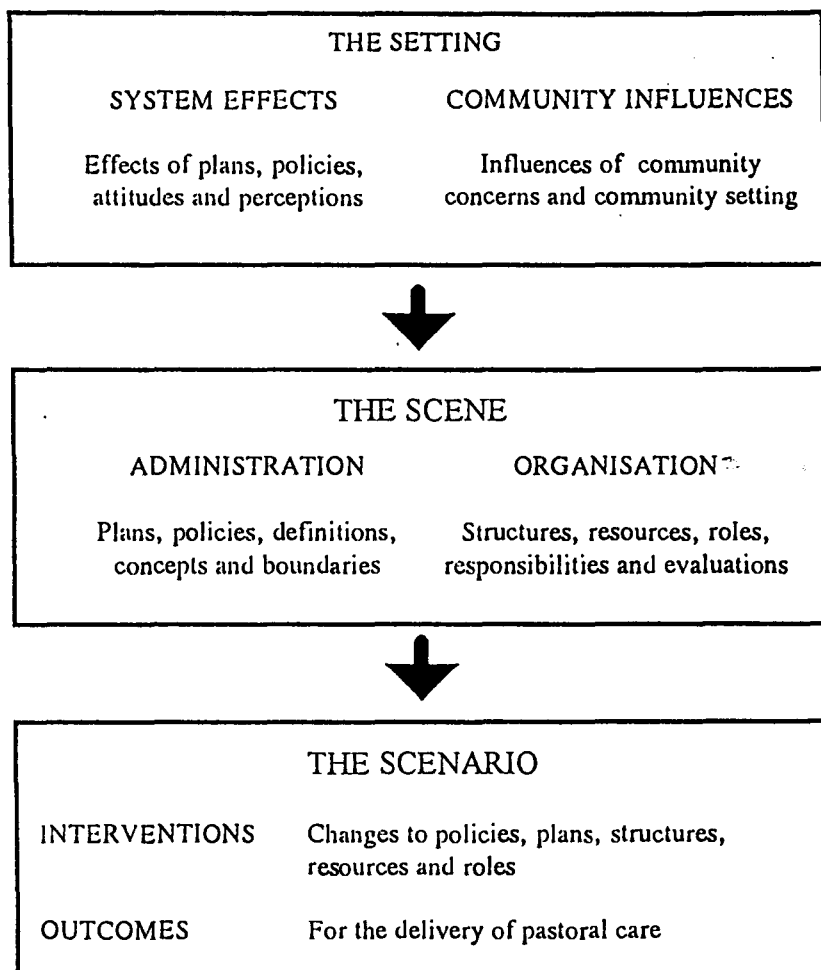 THE SETTING
SYSTEM EFFECTS COMMUNITY INFLUENCES
Effects of plans, policies, Influences of community
attitudes and perceptions concerns and community setting
THE SCENE
ADMINISTRATION ORGANISATION
Plans, policies, definitions, Structures, resources, roles,
concepts and boundaries responsibilities and evaluations
THE SCENARIO
INTERVENTIONS Changes to policies, plans, structures,
resources and roles
OUTCOMES For the delivery of pastoral care